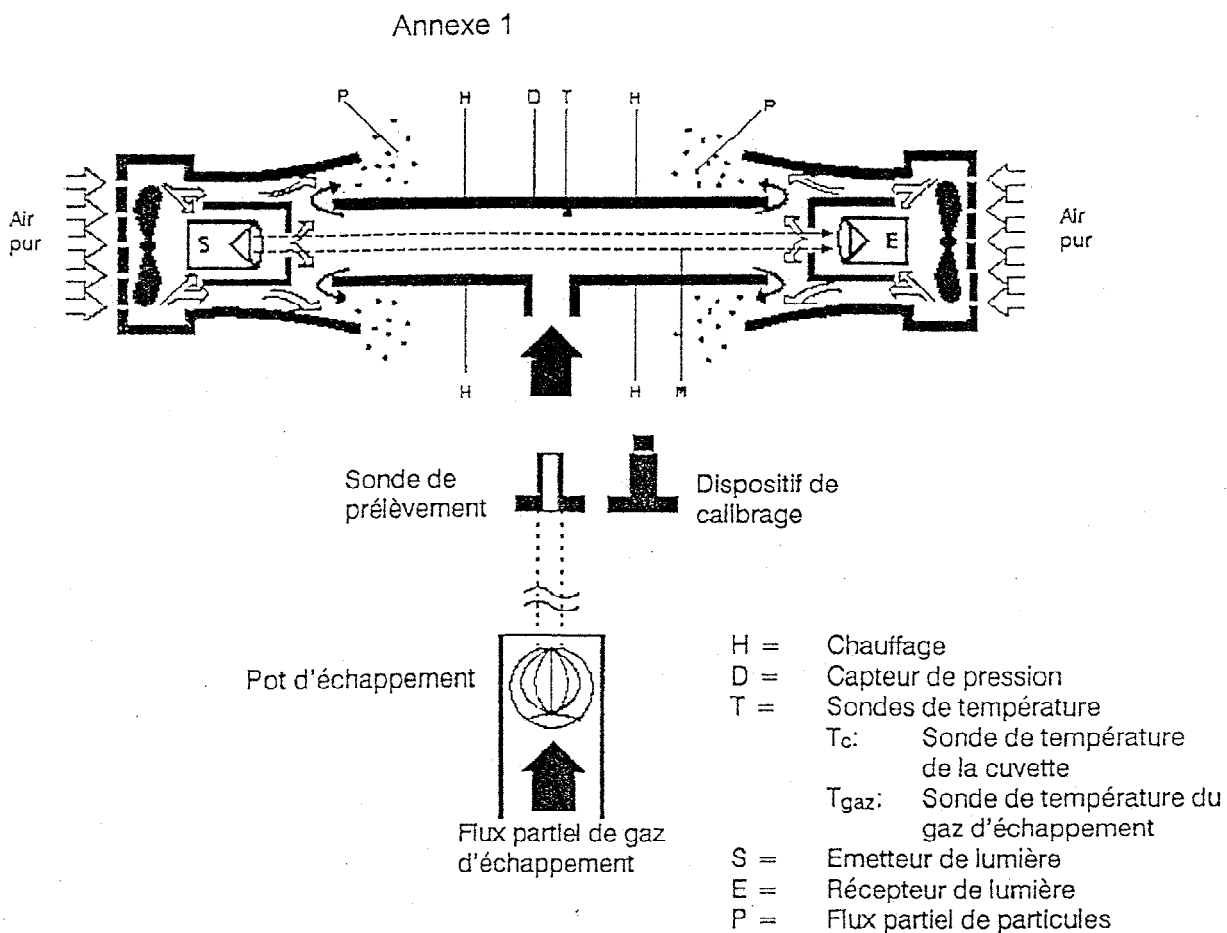 Annexe 1
P H D T H P
Air
pur
S
E
Air
pur
H H M
Sonde de
prélèvement
Dispositif de
calibrage
Pot d'échappement
Flux partiel de gaz
d'échappement
H = Chauffage
D = Capteur de pression
T = Sondes de température
Tc: Sonde de température
de la cuvette
Tgaz: Sonde de température du
gaz d'échappement
S = Emetteur de lumière
E = Récepteur de lumière
P = Flux partiel de particules